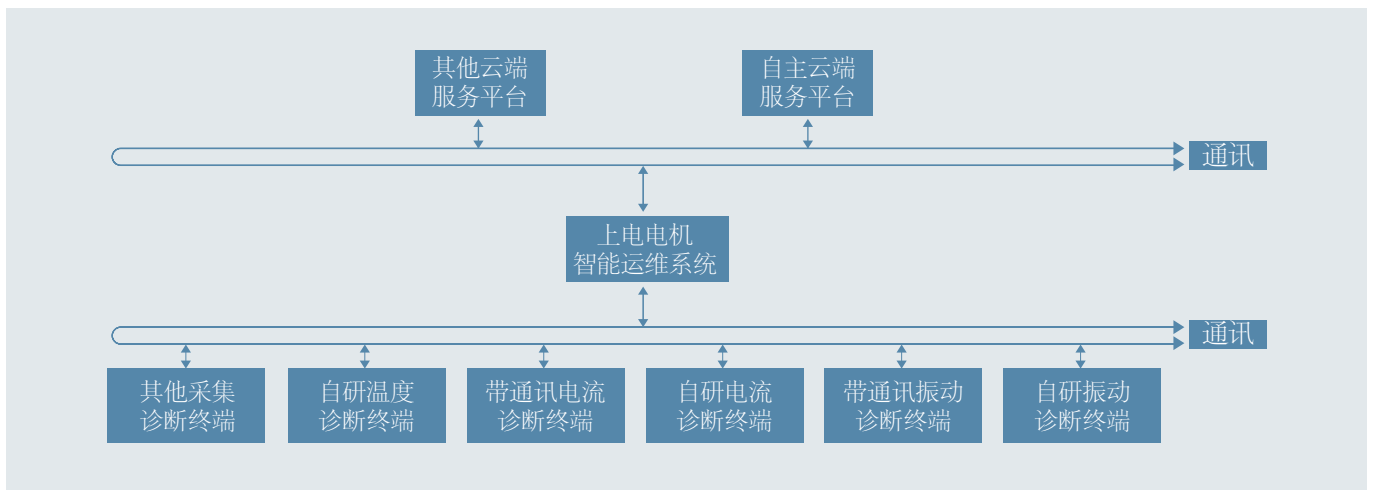 其他云端
服务平台
自主云端
服务平台
通讯
上电电机
智能运维系统
通讯
其他采集
诊断终端
自研温度
诊断终端
带通讯电流
诊断终端
自研电流
诊断终端
带通讯振动
诊断终端
自研振动
诊断终端